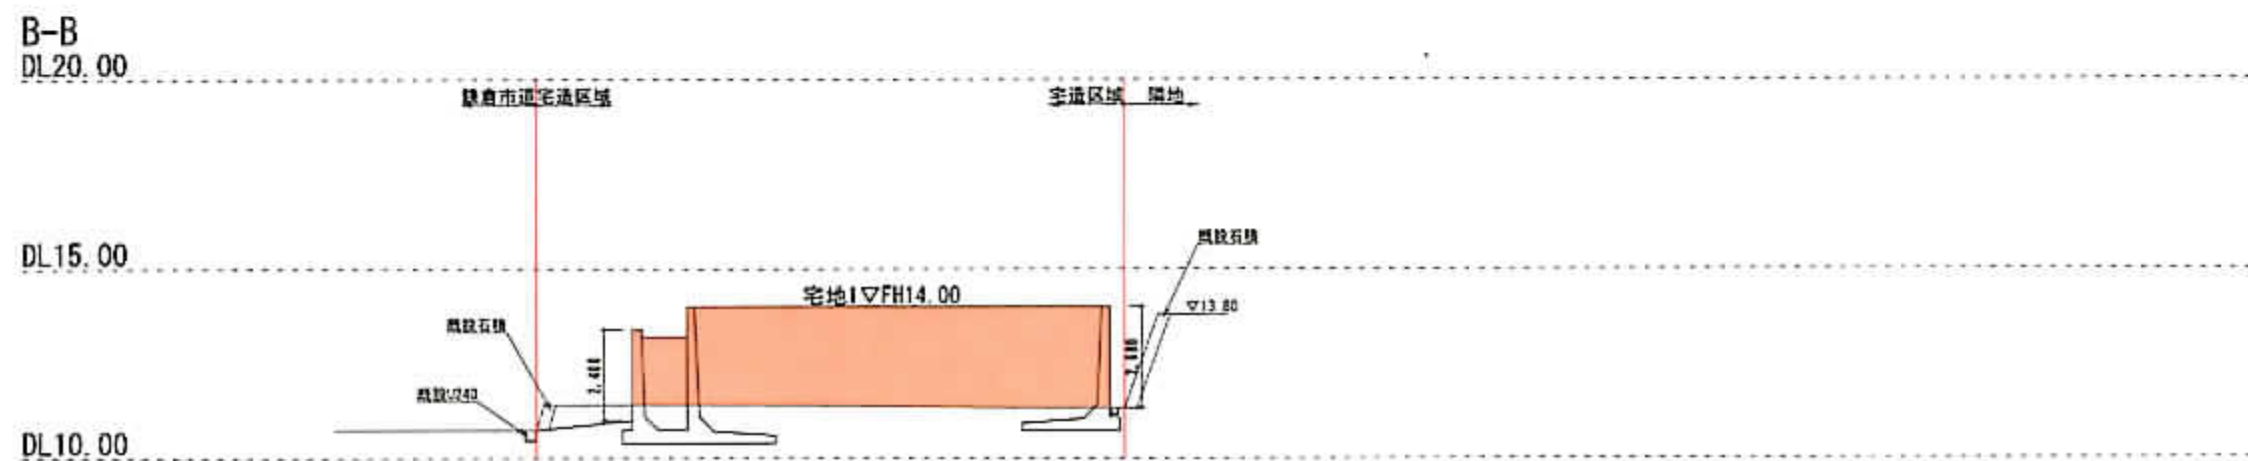 B-B
DL20.00
鎌倉市道 宅造区域
宅造区域 隣地
既設石積
DL15.00
宅地1▽FH14.00
▽13.80
既設石積
2,400
既設U240
DL10.00